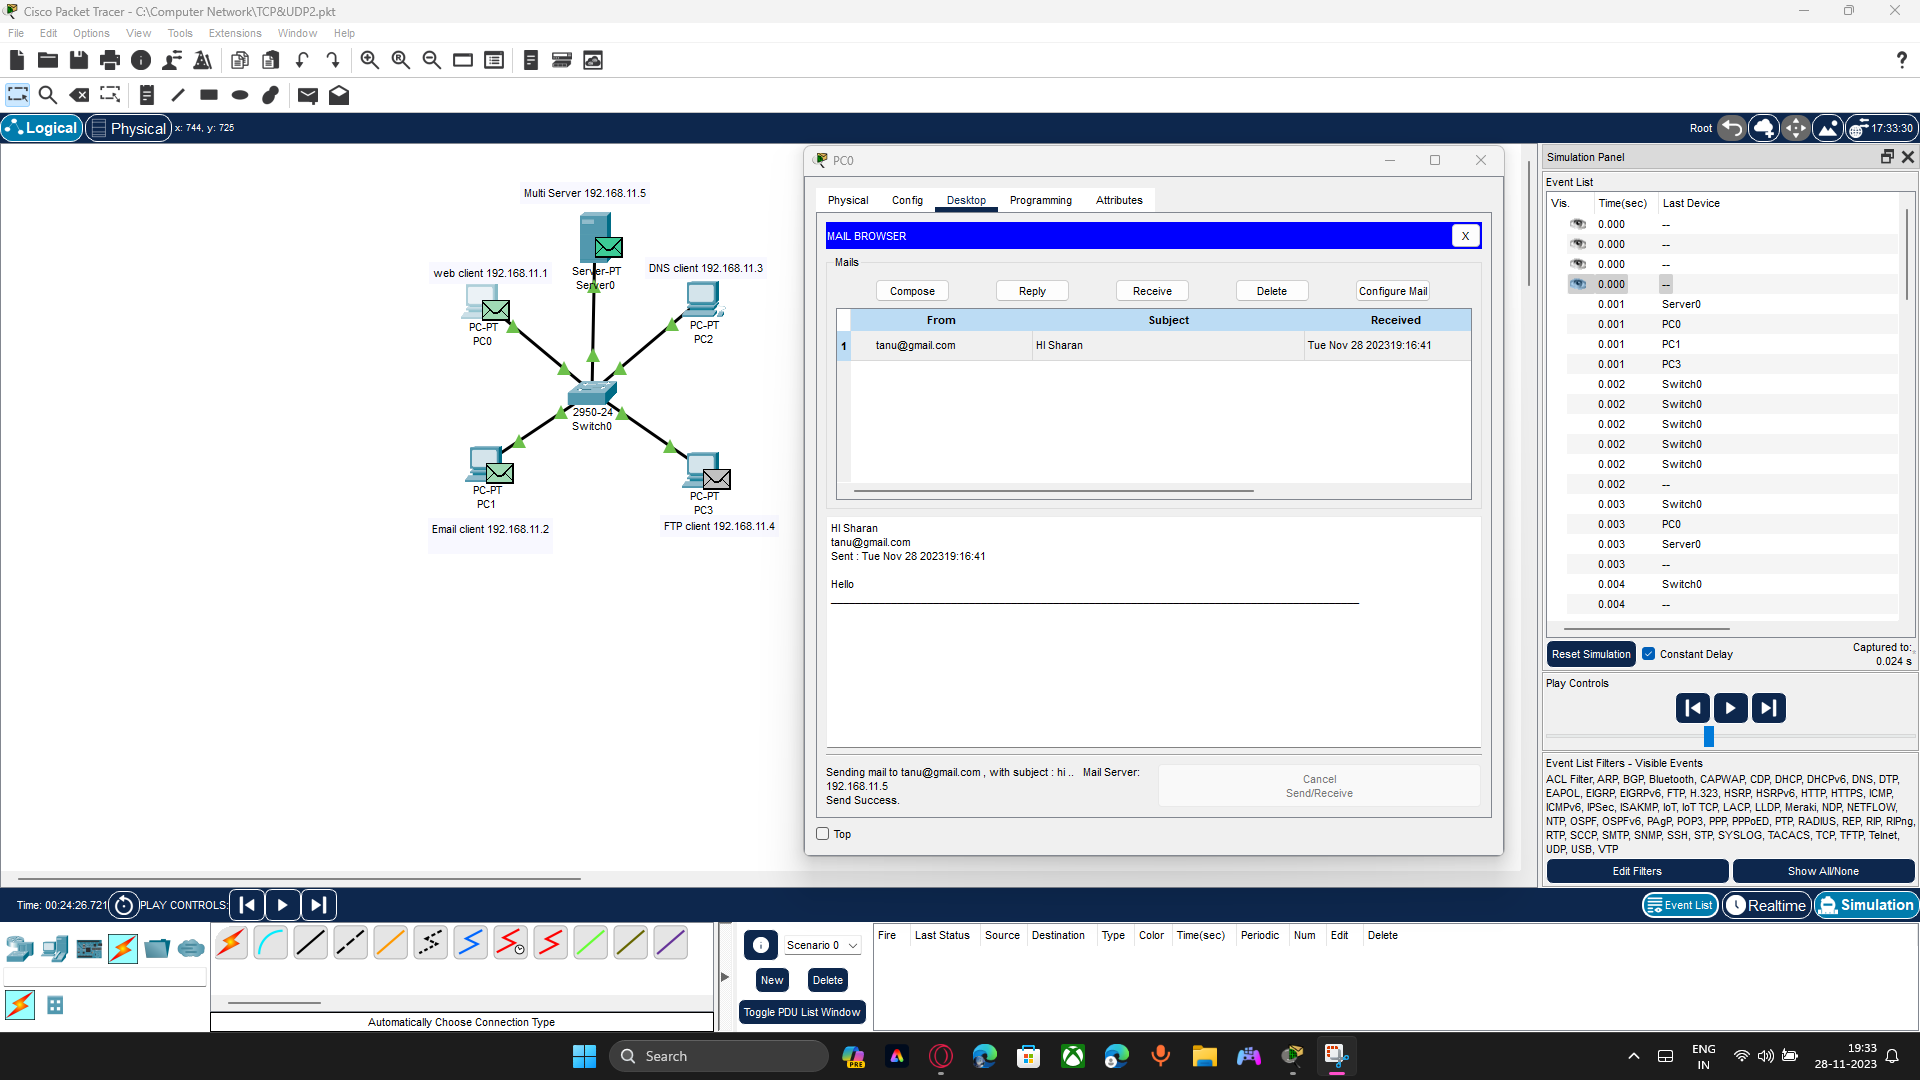 Cisco Packet Tracer - C:\Computer Network\TCP&UDP2.pkt
File Edit Options View Tools Extensions Window Help
Logical Physical x: 744, y: 725
Root 17:33:30
Multi Server 192.168.11.5
Server-PT
Server0
web client 192.168.11.1
PC-PT
PC0
DNS client 192.168.11.3
PC-PT
PC2
2950-24
Switch0
PC-PT
PC1
Email client 192.168.11.2
PC-PT
PC3
FTP client 192.168.11.4
PC0
Physical Config Desktop Programming Attributes
MAIL BROWSER X
Mails
Compose Reply Receive Delete Configure Mail
From Subject Received
1 tanu@gmail.com HI Sharan Tue Nov 28 202319:16:41
HI Sharan
tanu@gmail.com
Sent : Tue Nov 28 202319:16:41
Hello
Sending mail to tanu@gmail.com , with subject : hi .. Mail Server:
192.168.11.5
Send Success.
Cancel
Send/Receive
Top
Simulation Panel
Event List
Vis. Time(sec) Last Device
0.000 --
0.000 --
0.000 --
0.000 --
0.001 Server0
0.001 PC0
0.001 PC1
0.001 PC3
0.002 Switch0
0.002 Switch0
0.002 Switch0
0.002 Switch0
0.002 Switch0
0.002 --
0.003 Switch0
0.003 PC0
0.003 Server0
0.003 --
0.004 Switch0
0.004 --
Reset Simulation Constant Delay Captured to:
0.024 s
Play Controls
Event List Filters - Visible Events
ACL Filter, ARP, BGP, Bluetooth, CAPWAP, CDP, DHCP, DHCPv6, DNS, DTP,
EAPOL, EIGRP, EIGRPv6, FTP, H.323, HSRP, HSRPv6, HTTP, HTTPS, ICMP,
ICMPv6, IPSec, ISAKMP, IoT, IoT TCP, LACP, LLDP, Meraki, NDP, NETFLOW,
NTP, OSPF, OSPFv6, PAgP, POP3, PPP, PPPoED, PTP, RADIUS, REP, RIP, RIPng,
RTP, SCCP, SMTP, SNMP, SSH, STP, SYSLOG, TACACS, TCP, TFTP, Telnet,
UDP, USB, VTP
Edit Filters Show All/None
Time: 00:24:26.721 PLAY CONTROLS:
Event List Realtime Simulation
Automatically Choose Connection Type
Scenario 0
New Delete
Toggle PDU List Window
Fire Last Status Source Destination Type Color Time(sec) Periodic Num Edit Delete
Search
PRE
ENG
IN
19:33
28-11-2023